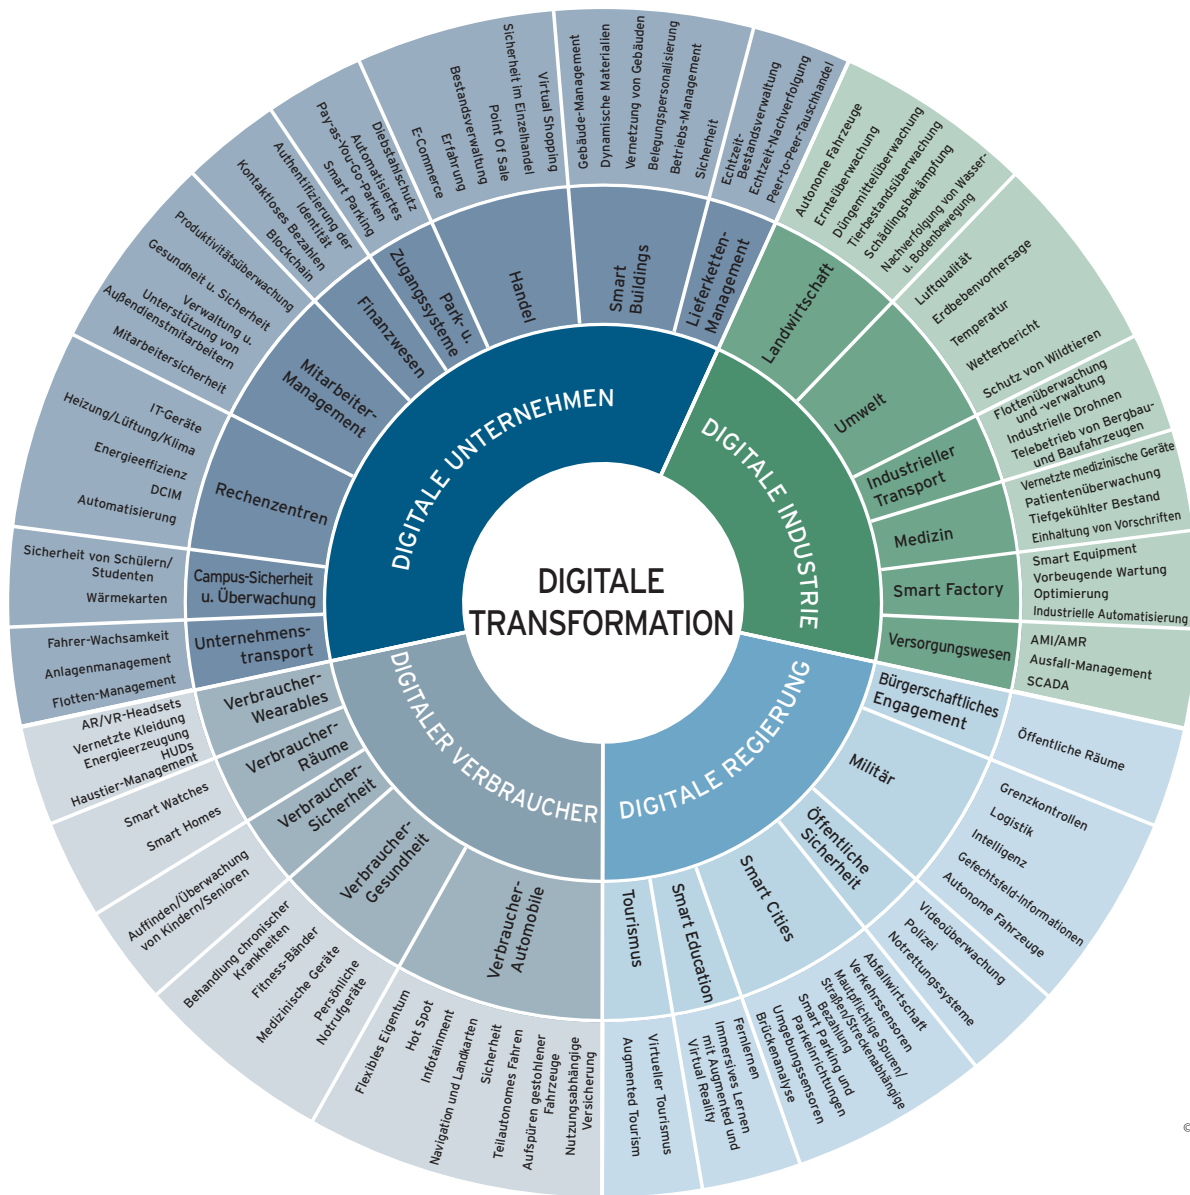 DIGITALE
TRANSFORMATION
DIGITALE UNTERNEHMEN
Unternehmens-
transport
Fahrer-Wachsamkeit
Anlagenmanagement
Flotten-Management
Campus-Sicherheit
u. Überwachung
Sicherheit von Schülern/
Studenten
Wärmekarten
Rechenzentren
IT-Geräte
Heizung/Lüftung/Klima
Energieeffizienz
DCIM
Automatisierung
Mitarbeiter-
Management
Produktivitätsüberwachung
Gesundheit u. Sicherheit
Verwaltung u.
Unterstützung von
Außendienstmitarbeitern
Mitarbeitersicherheit
Finanzwesen
Authentifizierung der
Identität
Kontaktloses Bezahlen
Blockchain
Park- u.
Zugangssysteme
Diebstahlschutz
Automatisiertes
Pay-as-You-Go-Parken
Smart Parking
Handel
E-Commerce
Erfahrung
Bestandsverwaltung
Point Of Sale
Sicherheit im Einzelhandel
Virtual Shopping
Smart
Buildings
Gebäude-Management
Dynamische Materialien
Vernetzung von Gebäuden
Belegungspersonalisierung
Betriebs-Management
Sicherheit
Lieferketten-
Management
Echtzeit-
Bestandsverwaltung
Echtzeit-Nachverfolgung
Peer-to-Peer-Tauschhandel
DIGITALE INDUSTRIE
Landwirtschaft
Autonome Fahrzeuge
Ernteüberwachung
Düngemittelüberwachung
Tierbestandsüberwachung
Schädlingsbekämpfung
Nachverfolgung von Wasser-
u. Bodenbewegung
Umwelt
Luftqualität
Erdbebenvorhersage
Temperatur
Wetterbericht
Schutz von Wildtieren
Industrieller
Transport
Flottenüberwachung
und -verwaltung
Industrielle Drohnen
Telebetrieb von Bergbau-
und Baufahrzeugen
Medizin
Vernetzte medizinische Geräte
Patientenüberwachung
Tiefgekühlter Bestand
Einhaltung von Vorschriften
Smart Factory
Smart Equipment
Vorbeugende Wartung
Optimierung
Industrielle Automatisierung
Versorgungswesen
AMI/AMR
Ausfall-Management
SCADA
DIGITALE REGIERUNG
Bürgerschaftliches
Engagement
Öffentliche Räume
Militär
Grenzkontrollen
Logistik
Intelligenz
Gefechtsfeld-Informationen
Autonome Fahrzeuge
Öffentliche
Sicherheit
Videoüberwachung
Polizei
Notrettungssysteme
Smart Cities
Abfallwirtschaft
Verkehrssensoren
Mautpflichtige Spuren/
Straßen/Streckenabhängige
Bezahlung
Smart Parking und
Parkeinrichtungen
Umgebungssensoren
Brückenanalyse
Smart Education
Fernlernen
Immersives Lernen
mit Augmented und
Virtual Reality
Tourismus
Virtueller Tourismus
Augmented Tourism
DIGITALER VERBRAUCHER
Verbraucher-
Wearables
AR/VR-Headsets
Vernetzte Kleidung
Energieerzeugung
HUDs
Haustier-Management
Verbraucher-
Räume
Smart Watches
Smart Homes
Verbraucher-
Sicherheit
Auffinden/Überwachung
von Kindern/Senioren
Verbraucher-
Gesundheit
Behandlung chronischer
Krankheiten
Fitness-Bänder
Medizinische Geräte
Persönliche
Notrufgeräte
Verbraucher-
Automobile
Flexibles Eigentum
Hot Spot
Infotainment
Navigation und Landkarten
Sicherheit
Teilautonomes Fahren
Aufspüren gestohlener
Fahrzeuge
Nutzungsabhängige
Versicherung
©